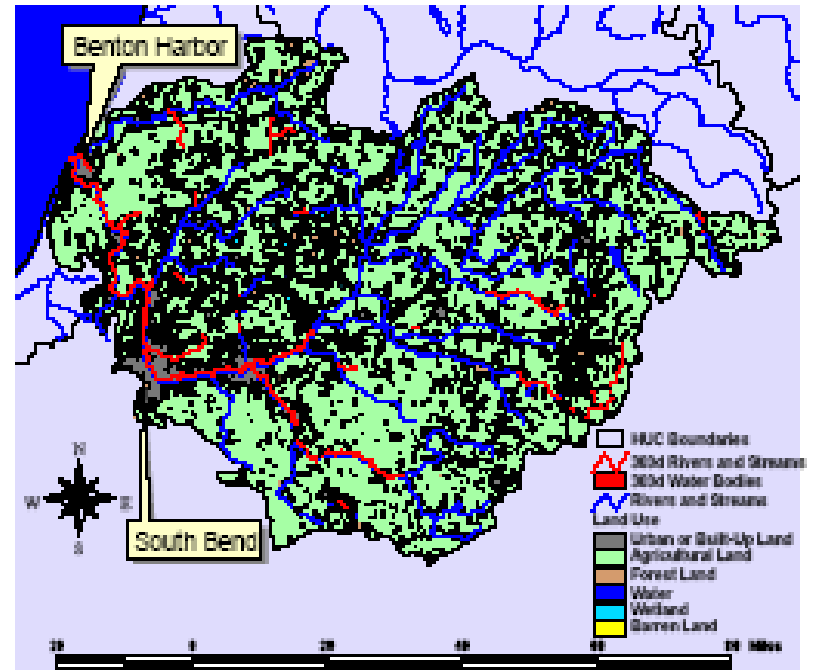 Benton Harbor
South Bend
N
W E
S
HUC Boundaries
303d Rivers and Streams
303d Water Bodies
Rivers and Streams
Land Use
Urban or Built-Up Land
Agricultural Land
Forest Land
Water
Wetland
Barren Land
20 0 20 40 60 80 Miles